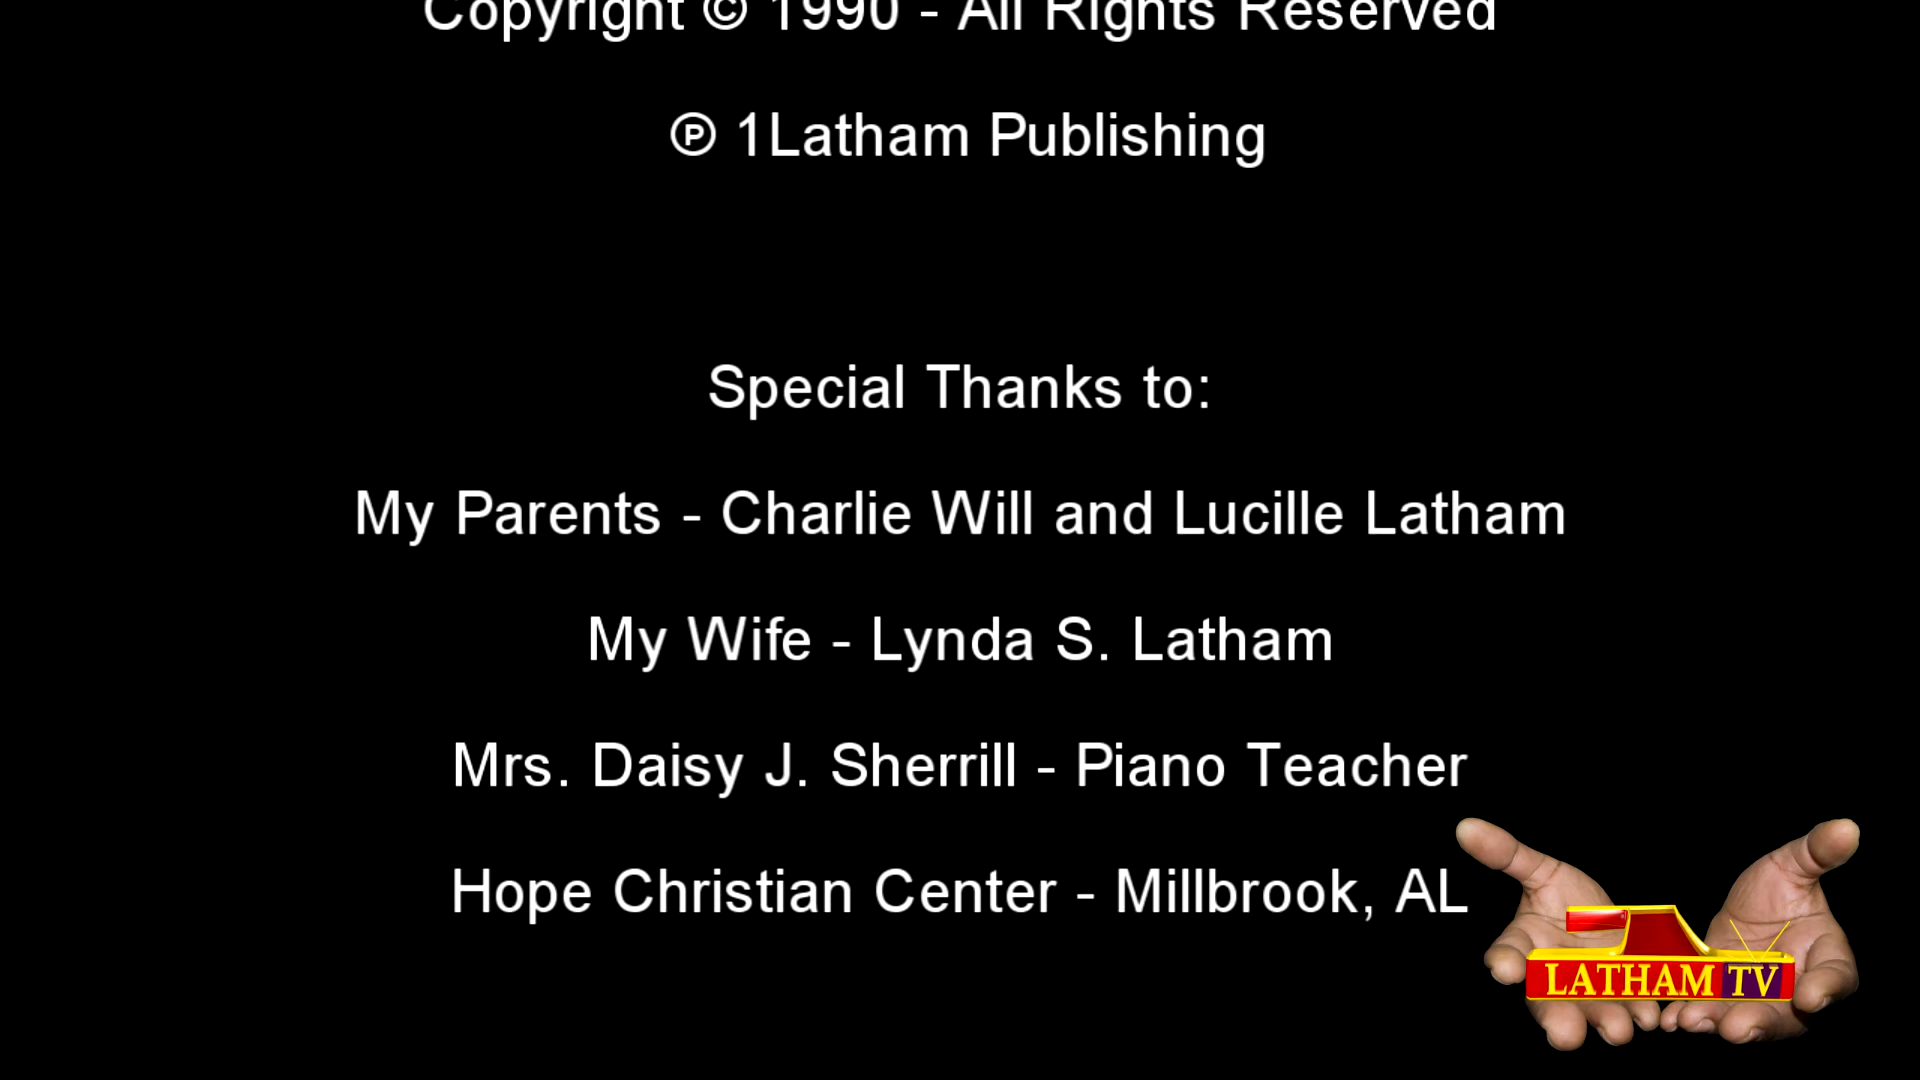 Copyright © 1990 - All Rights Reserved
℗ 1Latham Publishing
Special Thanks to:
My Parents - Charlie Will and Lucille Latham
My Wife - Lynda S. Latham
Mrs. Daisy J. Sherrill - Piano Teacher
Hope Christian Center - Millbrook, AL
LATHAM TV